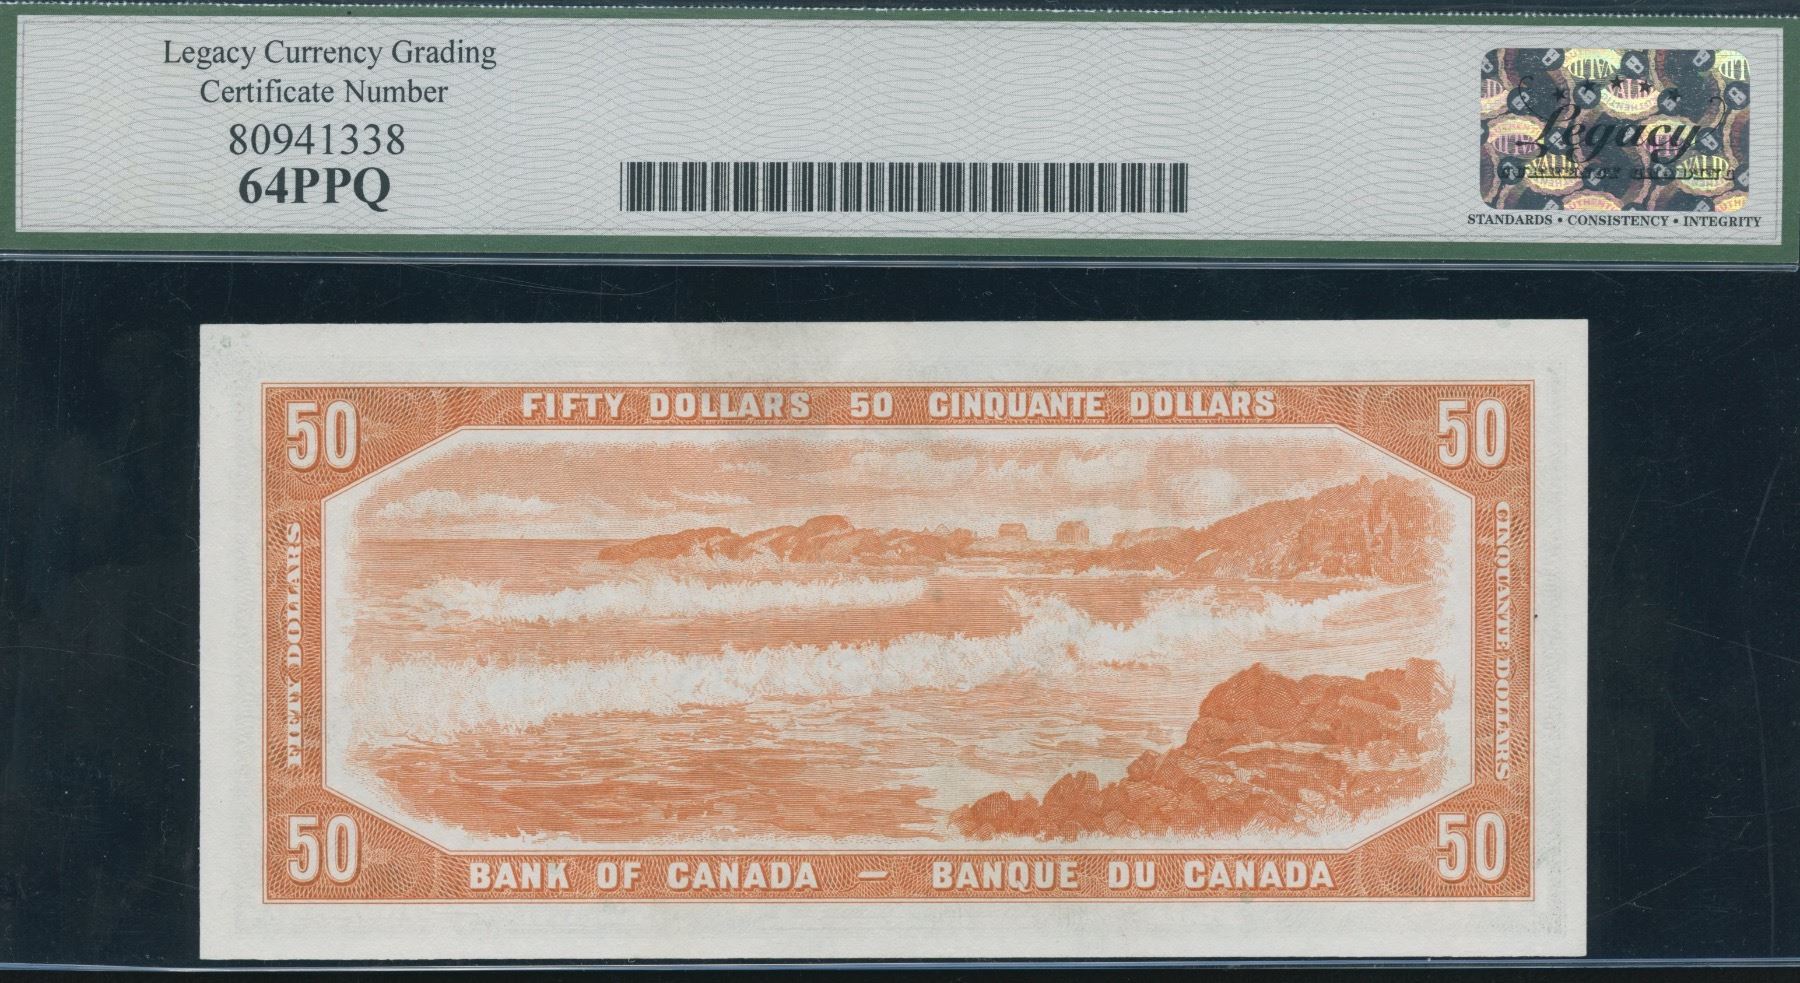 Legacy Currency Grading
Certificate Number
80941338
64PPQ
Legacy
STANDARDS • CONSISTENCY • INTEGRITY
50 FIFTY DOLLARS 50 CINQUANTE DOLLARS 50
FIFTY DOLLARS
CINQUANTE DOLLARS
50 BANK OF CANADA — BANQUE DU CANADA 50